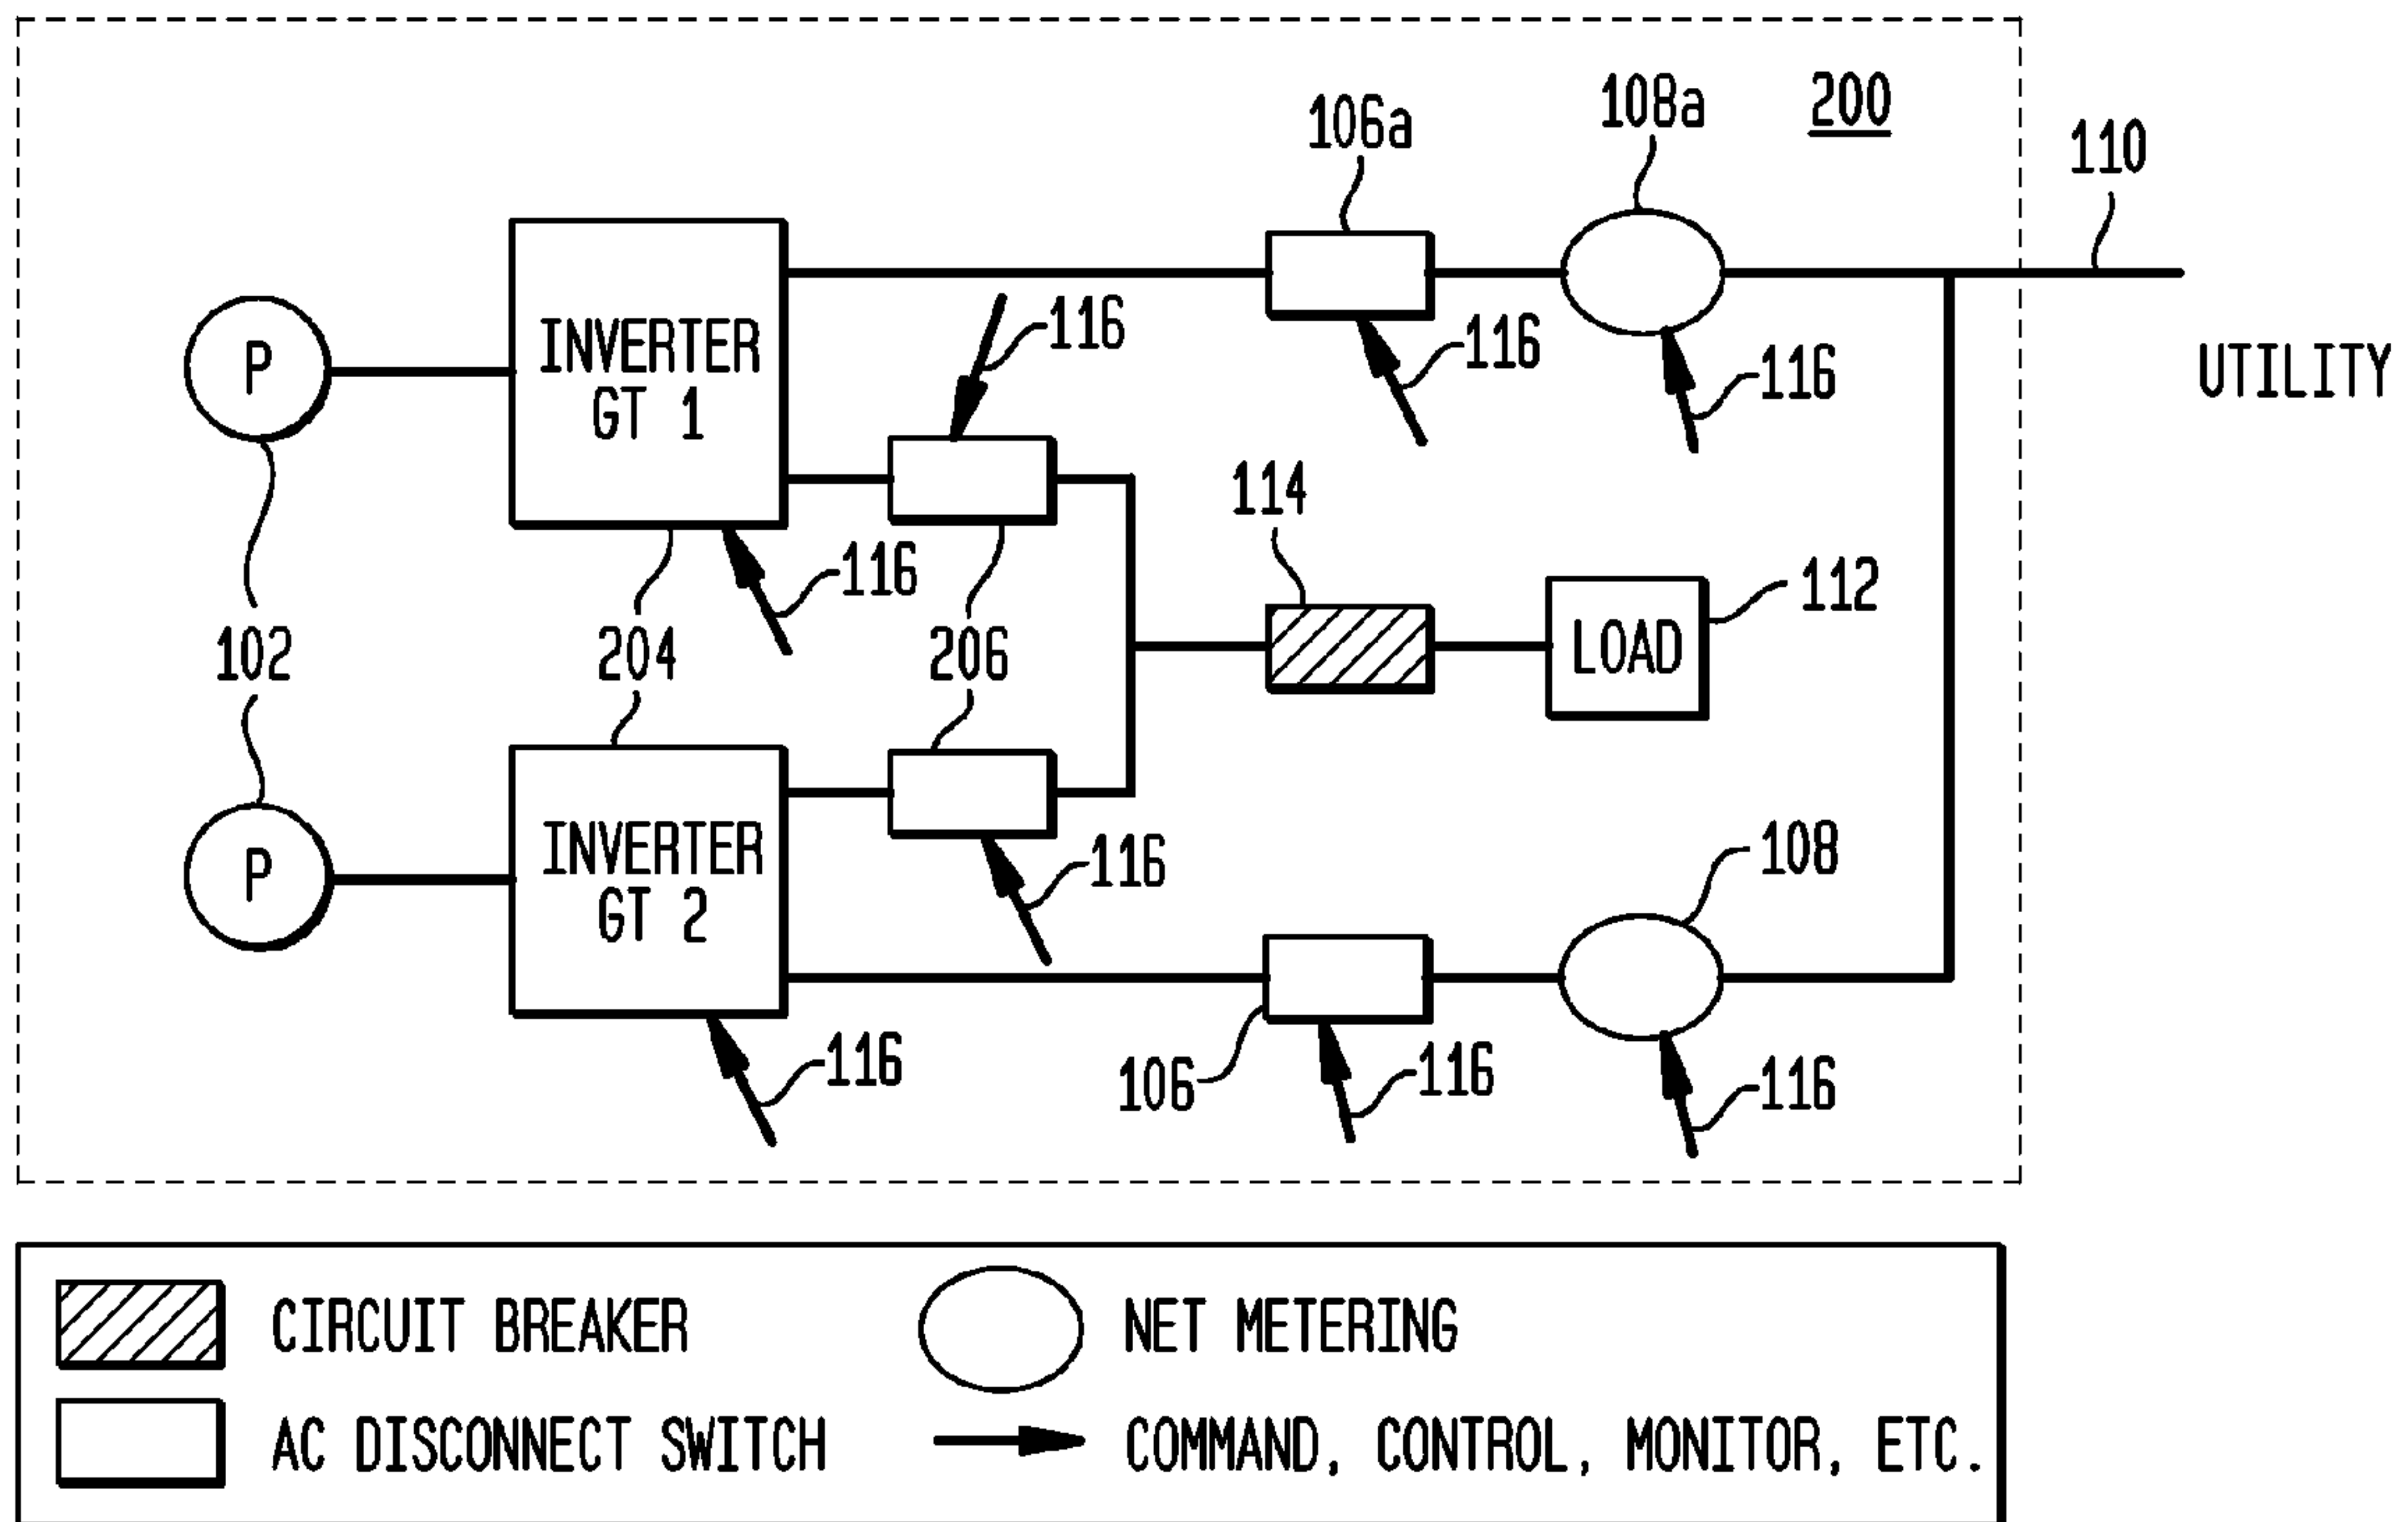 200
108a
106a
110
UTILITY
P
INVERTER
GT 1
116
116
116
116
114
112
LOAD
102
204
206
P
INVERTER
GT 2
116
108
116
106
116
116
CIRCUIT BREAKER
NET METERING
AC DISCONNECT SWITCH
COMMAND, CONTROL, MONITOR, ETC.